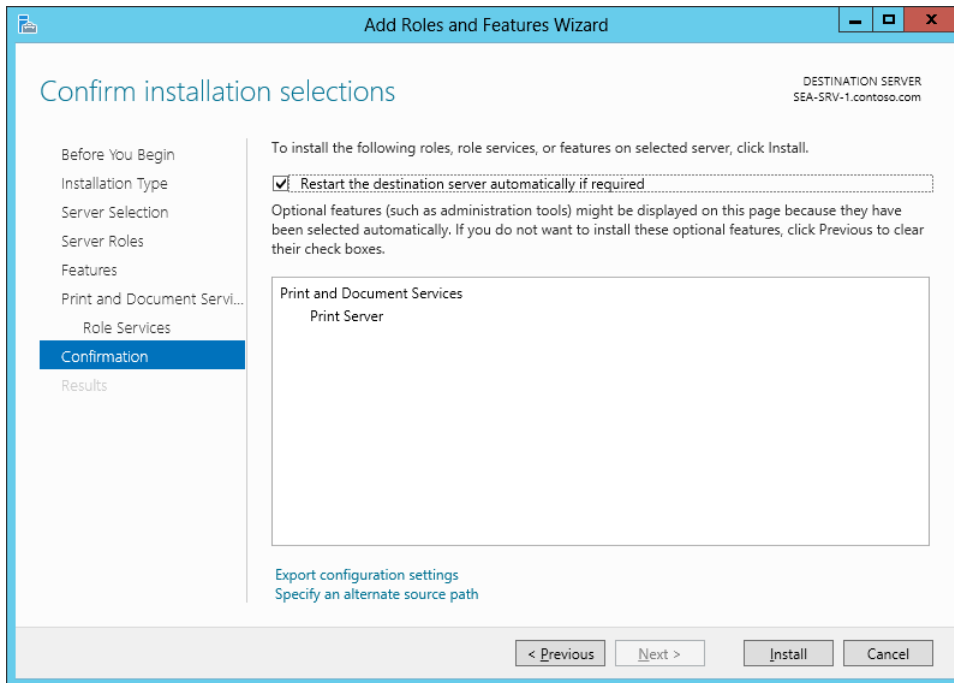 Add Roles and Features Wizard
Confirm installation selections
DESTINATION SERVER
SEA-SRV-1.contoso.com
Before You Begin
Installation Type
Server Selection
Server Roles
Features
Print and Document Servi...
Role Services
Confirmation
Results
To install the following roles, role services, or features on selected server, click Install.
Restart the destination server automatically if required
Optional features (such as administration tools) might be displayed on this page because they have
been selected automatically. If you do not want to install these optional features, click Previous to clear
their check boxes.
Print and Document Services
Print Server
Export configuration settings
Specify an alternate source path
< Previous
Next >
Install
Cancel